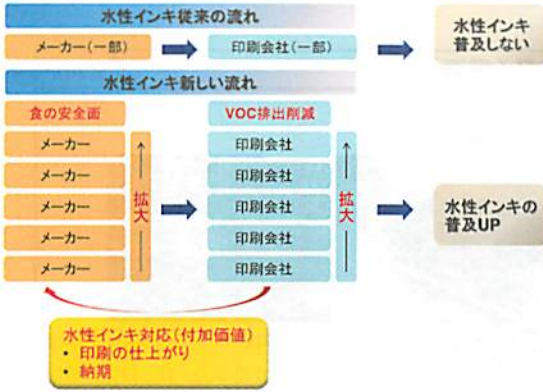 水性インキ従来の流れ
メーカー(一部)
印刷会社(一部)
水性インキ
普及しない
水性インキ新しい流れ
食の安全面
VOC排出削減
メーカー
メーカー
メーカー
メーカー
メーカー
拡大
印刷会社
印刷会社
印刷会社
印刷会社
印刷会社
拡大
水性インキの
普及UP
水性インキ対応(付加価値)
• 印刷の仕上がり
• 納期